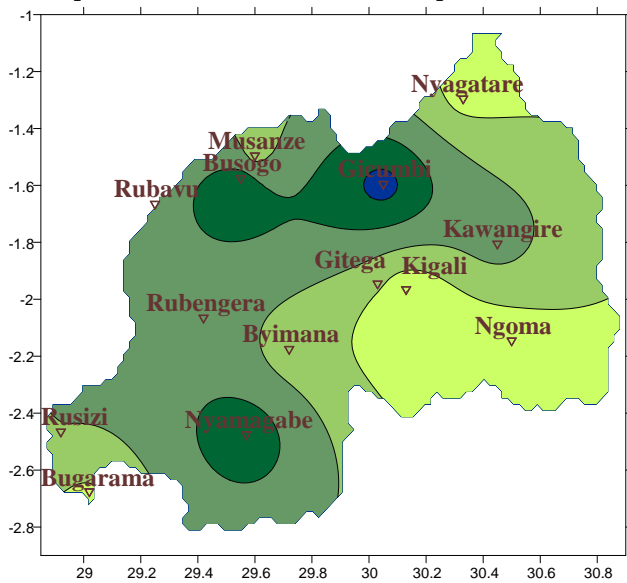 -1
-1.2
-1.4
-1.6
-1.8
-2
-2.2
-2.4
-2.6
-2.8
Nyagatare
Musanze
Busogo
Gicumbi
Rubavu
Kawangire
Gitega
Kigali
Rubengera
Byimana
Ngoma
Rusizi
Nyamagabe
Bugarama
29 29.2 29.4 29.6 29.8 30 30.2 30.4 30.6 30.8